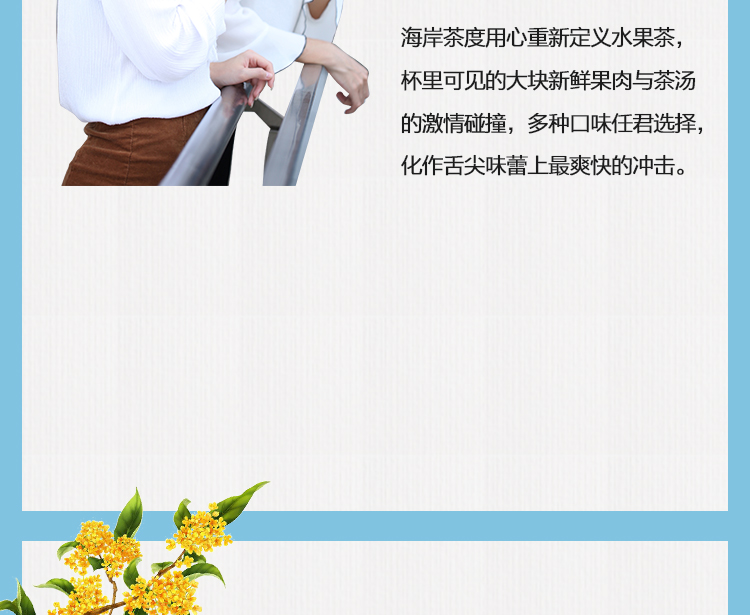 海岸茶度用心重新定义水果茶，
杯里可见的大块新鲜果肉与茶汤
的激情碰撞，多种口味任君选择，
化作舌尖味蕾上最爽快的冲击。